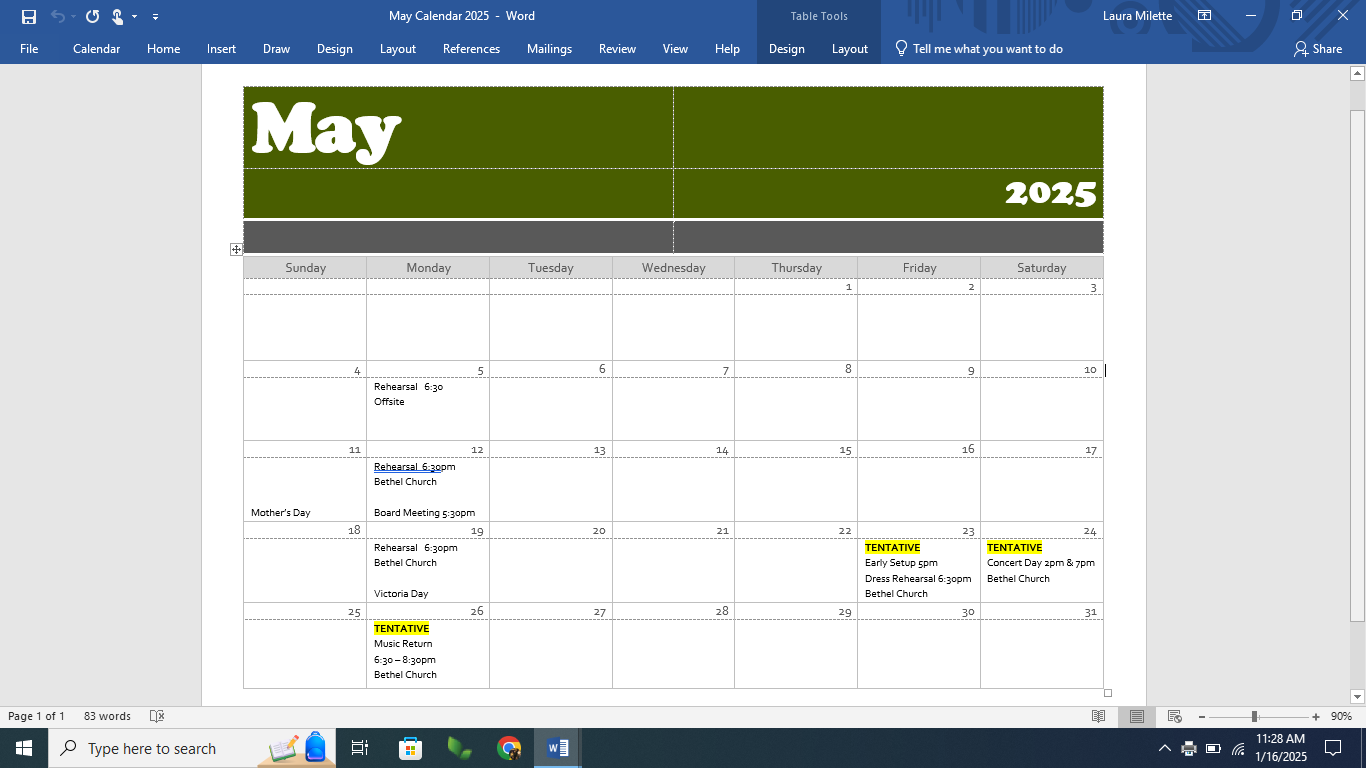 May Calendar 2025 - Word
Table Tools
Laura Milette
File Calendar Home Insert Draw Design Layout References Mailings Review View Help Design Layout Tell me what you want to do Share
May
2025
Sunday Monday Tuesday Wednesday Thursday Friday Saturday
1 2 3
4 5 6 7 8 9 10
Rehearsal 6:30
Offsite
11 12 13 14 15 16 17
Mother's Day
Rehearsal 6:30pm
Bethel Church
Board Meeting 5:30pm
18 19 20 21 22 23 24
Rehearsal 6:30pm
Bethel Church
Victoria Day
TENTATIVE
Early Setup 5pm
Dress Rehearsal 6:30pm
Bethel Church
TENTATIVE
Concert Day 2pm & 7pm
Bethel Church
25 26 27 28 29 30 31
TENTATIVE
Music Return
6:30 – 8:30pm
Bethel Church
Page 1 of 1 83 words 90%
Type here to search
11:28 AM
1/16/2025